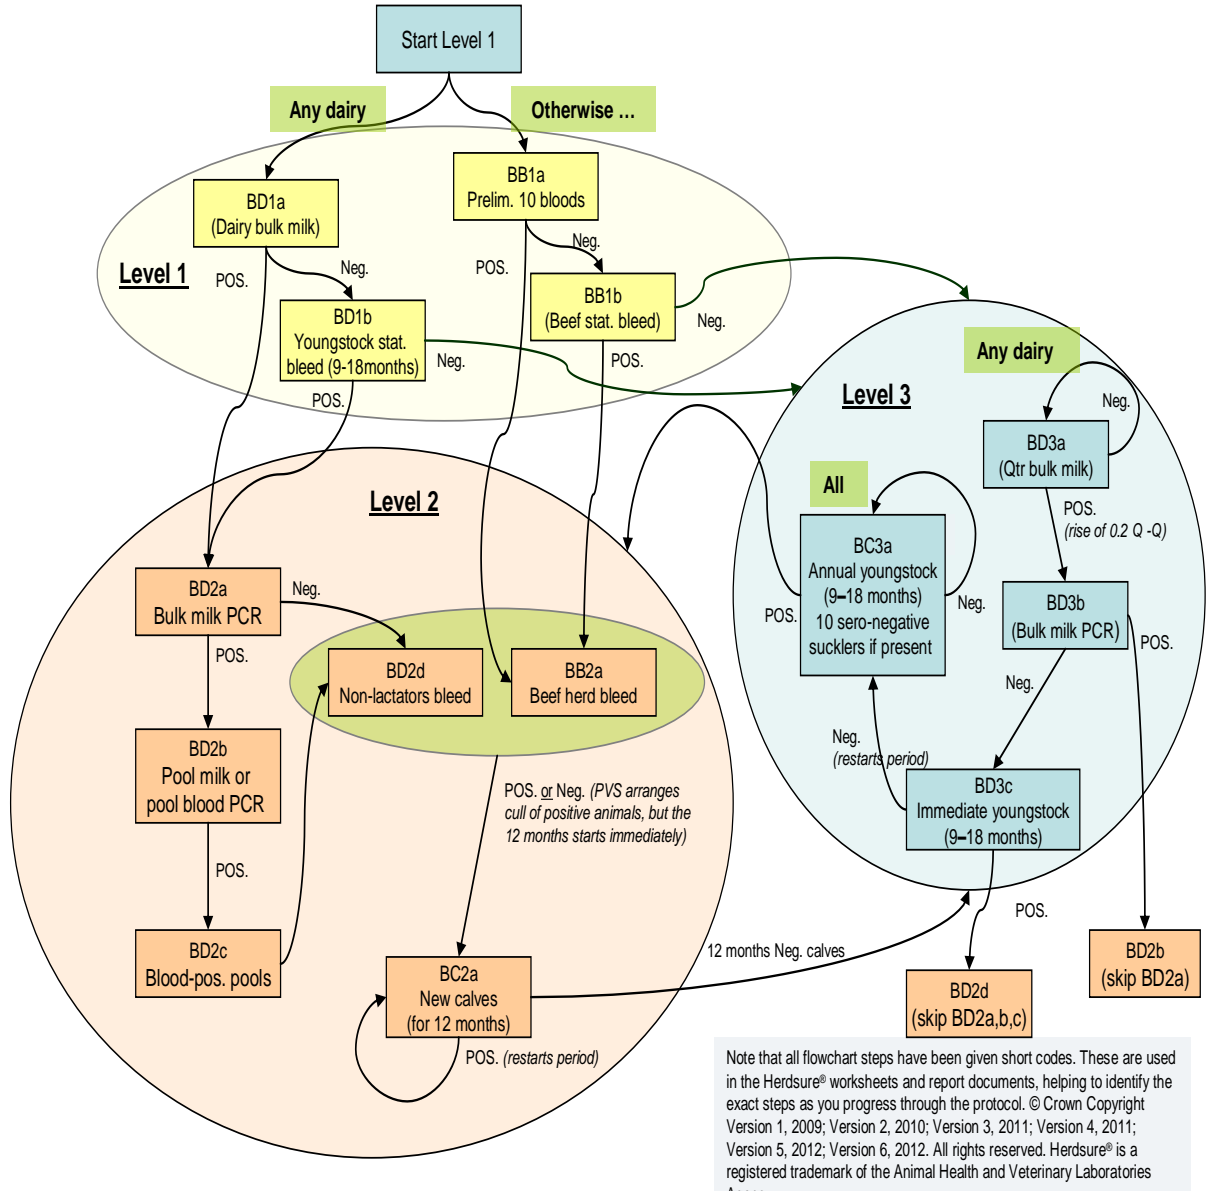 Start Level 1
Any dairy
Otherwise ...
BB1a
Prelim. 10 bloods
BD1a
(Dairy bulk milk)
Neg.
POS.
Neg.
POS.
Level 1
BB1b
(Beef stat. bleed)
BD1b
Youngstock stat.
bleed (9-18months)
Neg.
Neg.
POS.
POS.
Any dairy
Level 3
Neg.
BD3a
(Qtr bulk milk)
All
POS.
(rise of 0.2 Q -Q)
BC3a
Annual youngstock
(9–18 months)
10 sero-negative
sucklers if present
Neg.
POS.
BD3b
(Bulk milk PCR)
POS.
Neg.
Neg.
(restarts period)
BD3c
Immediate youngstock
(9–18 months)
POS.
Level 2
BD2a
Bulk milk PCR
Neg.
POS.
BD2d
Non-lactators bleed
BB2a
Beef herd bleed
BD2b
Pool milk or
pool blood PCR
POS. or Neg. (PVS arranges
cull of positive animals, but the
12 months starts immediately)
POS.
BD2c
Blood-pos. pools
12 months Neg. calves
BC2a
New calves
(for 12 months)
POS. (restarts period)
BD2b
(skip BD2a)
BD2d
(skip BD2a,b,c)
Note that all flowchart steps have been given short codes. These are used
in the Herdsure® worksheets and report documents, helping to identify the
exact steps as you progress through the protocol. © Crown Copyright
Version 1, 2009; Version 2, 2010; Version 3, 2011; Version 4, 2011;
Version 5, 2012; Version 6, 2012. All rights reserved. Herdsure® is a
registered trademark of the Animal Health and Veterinary Laboratories